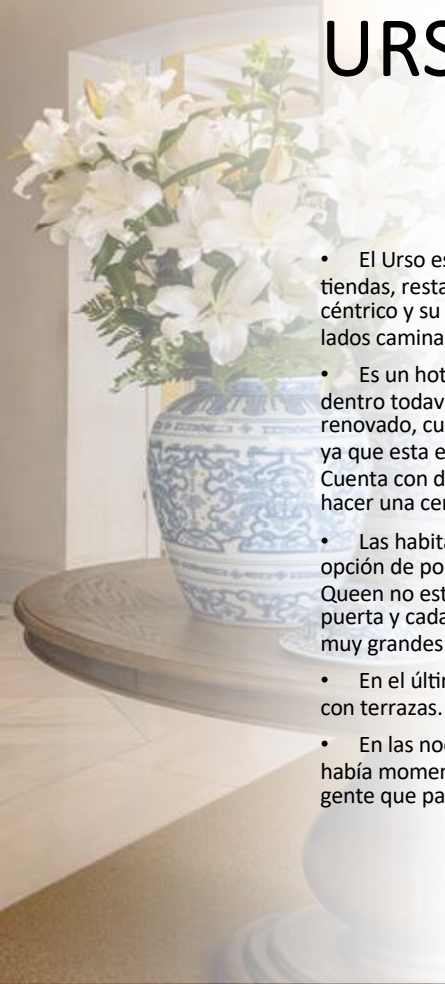 URS
• El Urso es
tiendas, resta
céntrico y su
lados camina
• Es un hot
dentro todav
renovado, cu
ya que esta e
Cuenta con d
hacer una cer
• Las habita
opción de po
Queen no est
puerta y cada
muy grandes
• En el últir
con terrazas.
• En las noc
había momer
gente que pa